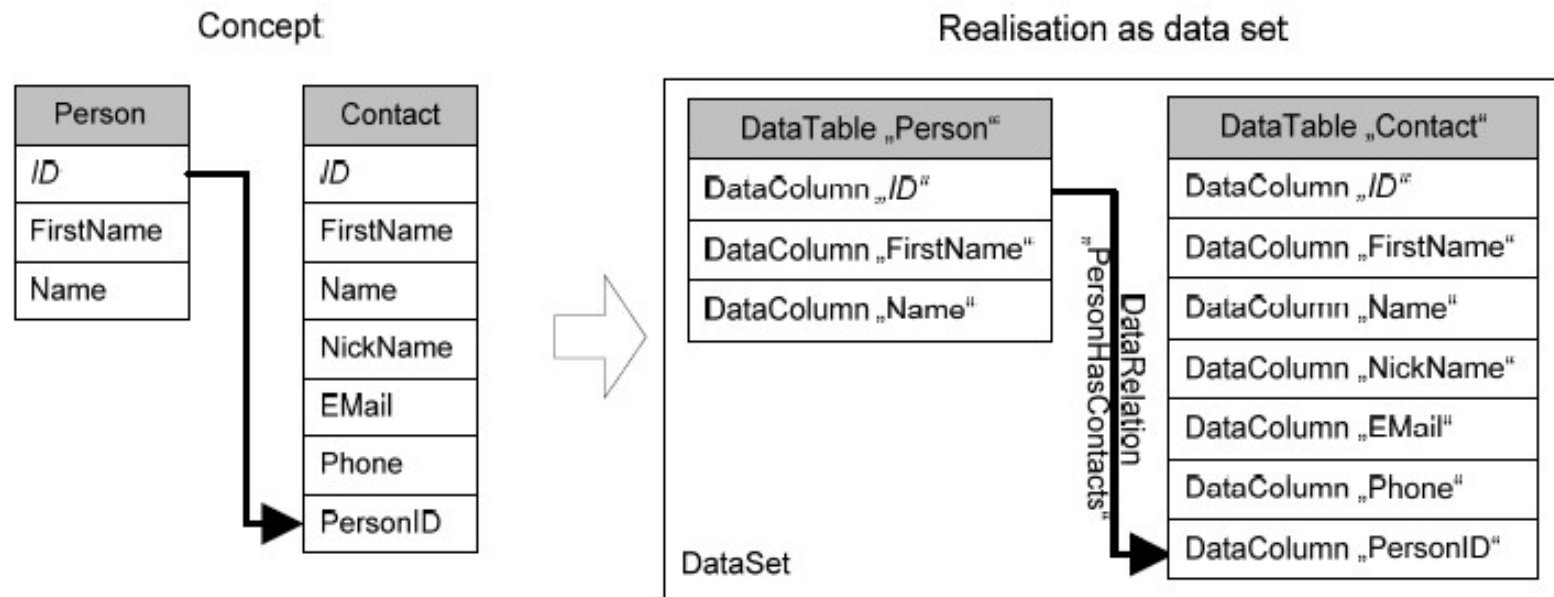 Concept
Person
ID
FirstName
Name
Contact
ID
FirstName
Name
NickName
EMail
Phone
PersonID
Realisation as data set
DataTable „Person“
DataColumn „ID“
DataColumn „FirstName“
DataColumn „Name“
DataRelation
„PersonHasContacts“
DataTable „Contact“
DataColumn „ID“
DataColumn „FirstName“
DataColumn „Name“
DataColumn „NickName“
DataColumn „EMail“
DataColumn „Phone“
DataColumn „PersonID“
DataSet